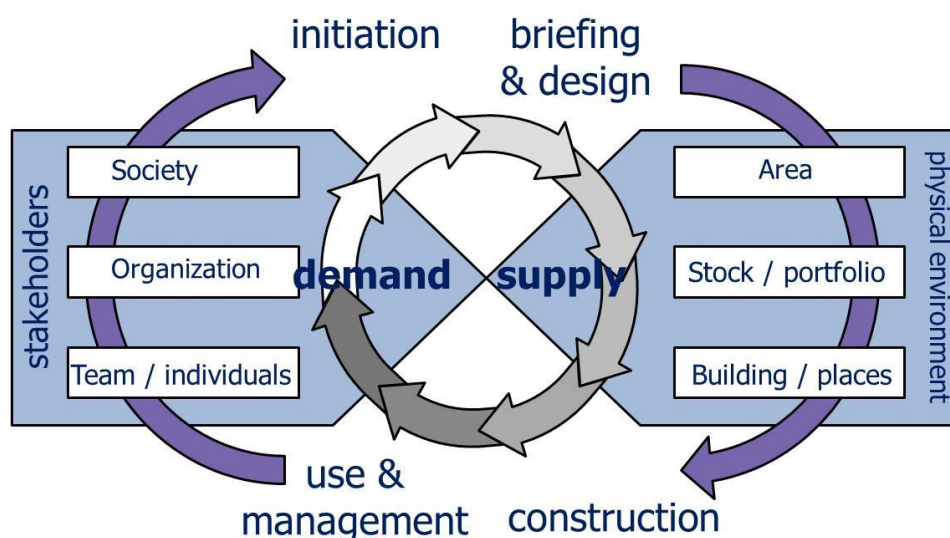 initiation
briefing
& design
stakeholders
Society
Organization
Team / individuals
demand
supply
Area
Stock / portfolio
Building / places
physical environment
use &
management
construction